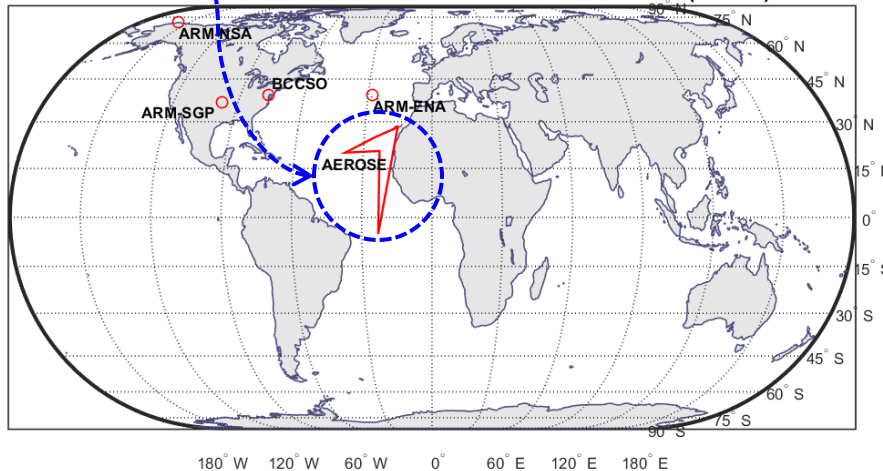 90° N
75° N
ARM-NSA
60° N
45° N
BCCSO
ARM-SGP
ARM-ENA
30° N
AEROSE
15° N
0°
15° S
30° S
45° S
60° S
75° S
90° S
180° W 120° W 60° W 0° 60° E 120° E 180° E